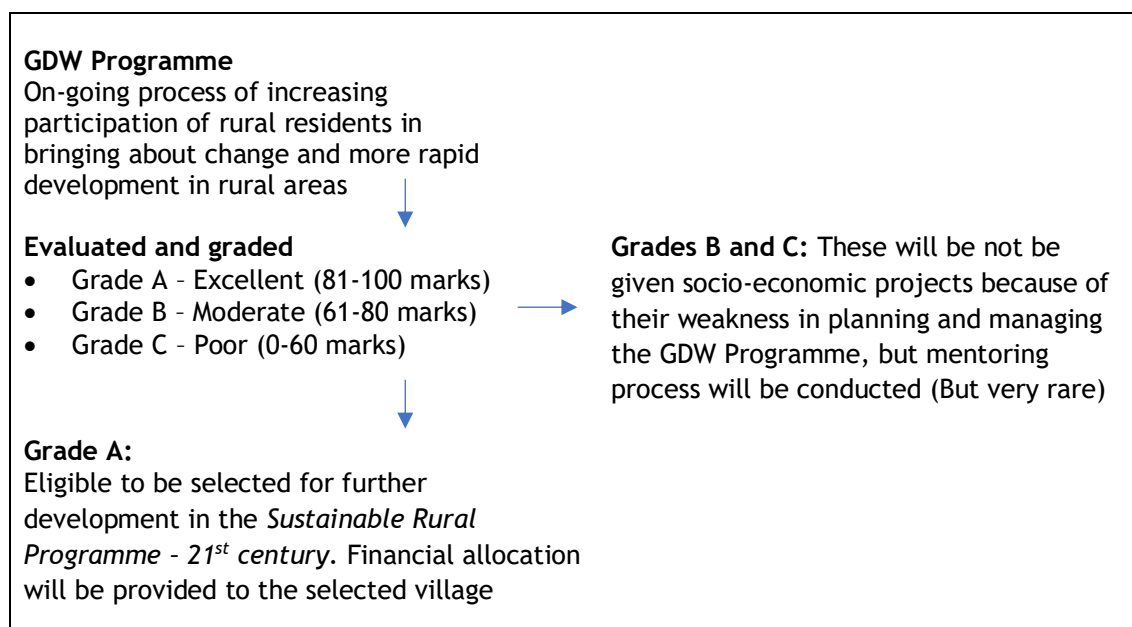 GDW Programme
On-going process of increasing
participation of rural residents in
bringing about change and more rapid
development in rural areas
Evaluated and graded
• Grade A – Excellent (81-100 marks)
• Grade B – Moderate (61-80 marks)
• Grade C – Poor (0-60 marks)
Grades B and C: These will be not be
given socio-economic projects because of
their weakness in planning and managing
the GDW Programme, but mentoring
process will be conducted (But very rare)
Grade A:
Eligible to be selected for further
development in the Sustainable Rural
Programme – 21st century. Financial allocation
will be provided to the selected village